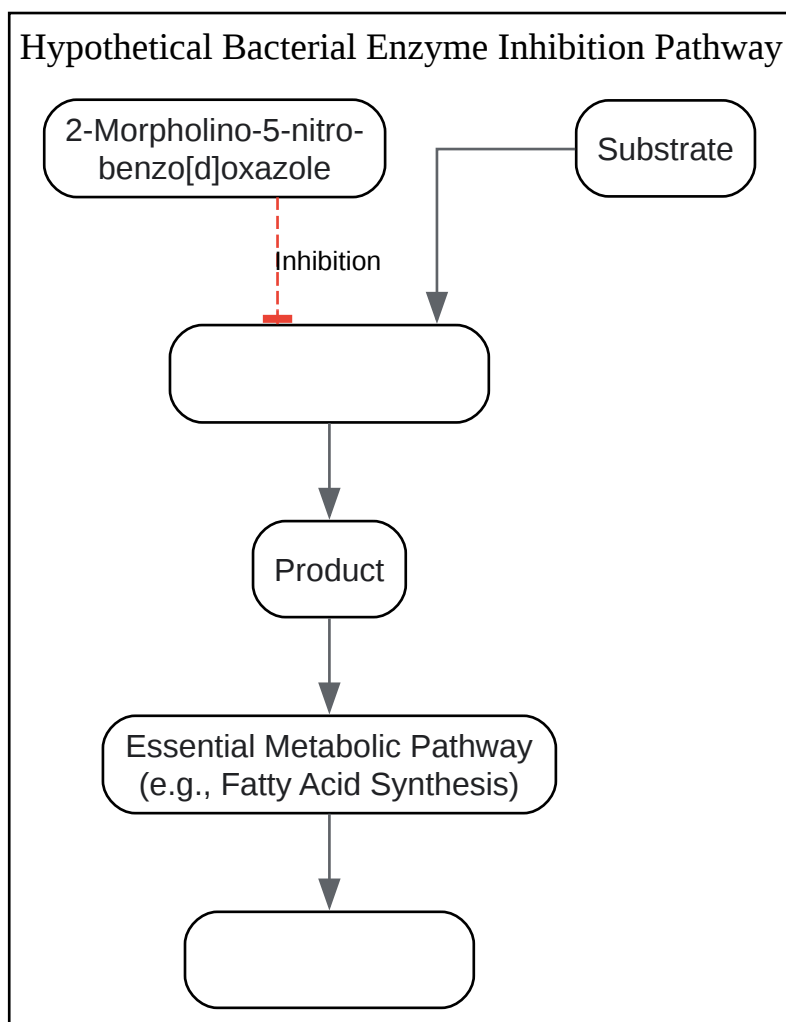 Hypothetical Bacterial Enzyme Inhibition Pathway
2-Morpholino-5-nitro-
benzo[d]oxazole
Substrate
Inhibition
Product
Essential Metabolic Pathway
(e.g., Fatty Acid Synthesis)